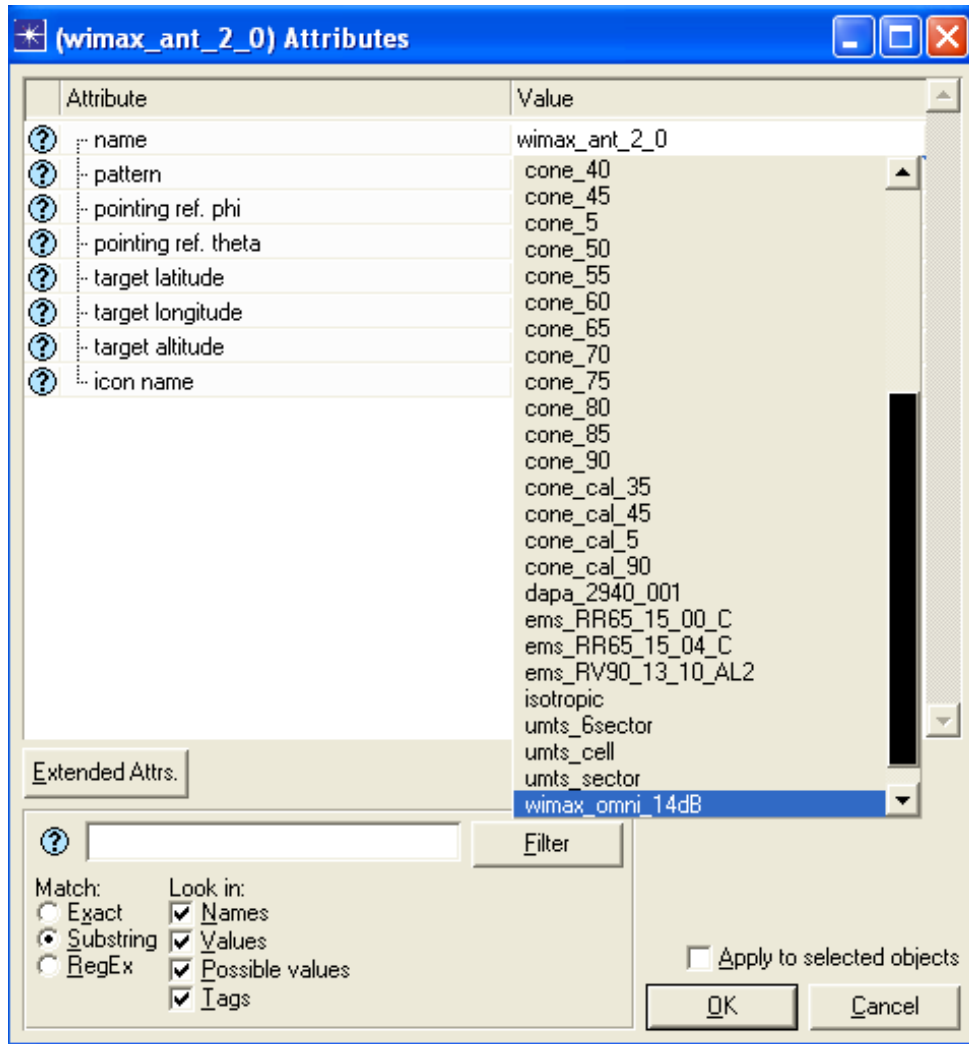 (wimax_ant_2_0) Attributes
Attribute Value
name wimax_ant_2_0
pattern
pointing ref. phi
pointing ref. theta
target latitude
target longitude
target altitude
icon name
cone_40
cone_45
cone_5
cone_50
cone_55
cone_60
cone_65
cone_70
cone_75
cone_80
cone_85
cone_90
cone_cal_35
cone_cal_45
cone_cal_5
cone_cal_90
dapa_2940_001
ems_RR65_15_00_C
ems_RR65_15_04_C
ems_RV90_13_10_AL2
isotropic
umts_6sector
umts_cell
umts_sector
wimax_omni_14dB
Extended Attrs.
? Filter
Match: Look in:
Exact Names
Substring Values
RegEx Possible values
Tags
Apply to selected objects
OK Cancel